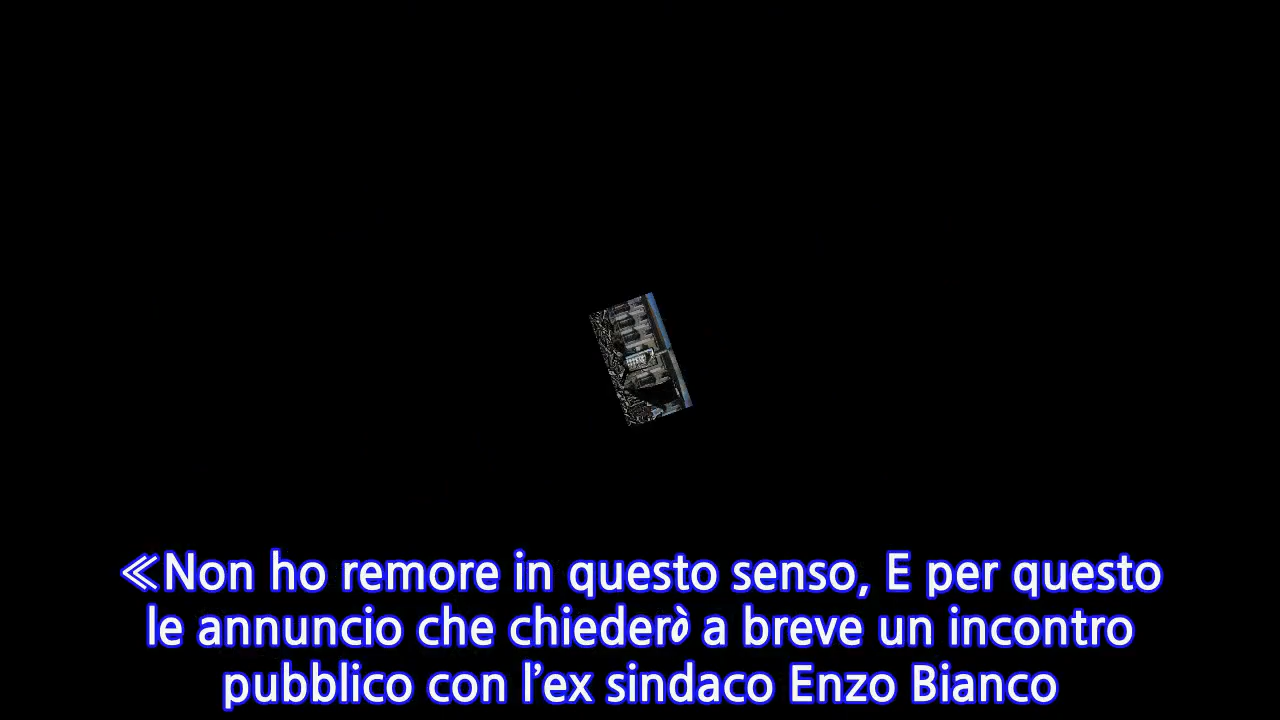 ≪Non ho remore in questo senso, E per questo
le annuncio che chiederò a breve un incontro
pubblico con l’ex sindaco Enzo Bianco